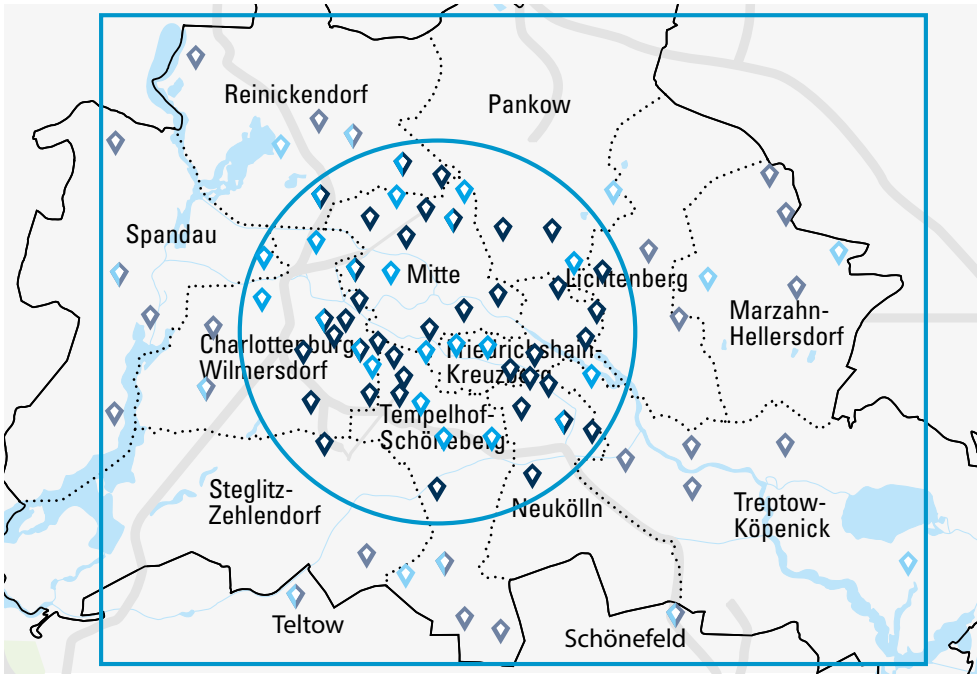 Reinickendorf
Pankow
Spandau
Mitte
Lichtenberg
Marzahn-
Hellersdorf
Charlottenburg
Wilmersdorf
Friedrichshain-
Kreuzberg
Tempelhof-
Schöneberg
Steglitz-
Zehlendorf
Neukölln
Treptow-
Köpenick
Teltow
Schönefeld